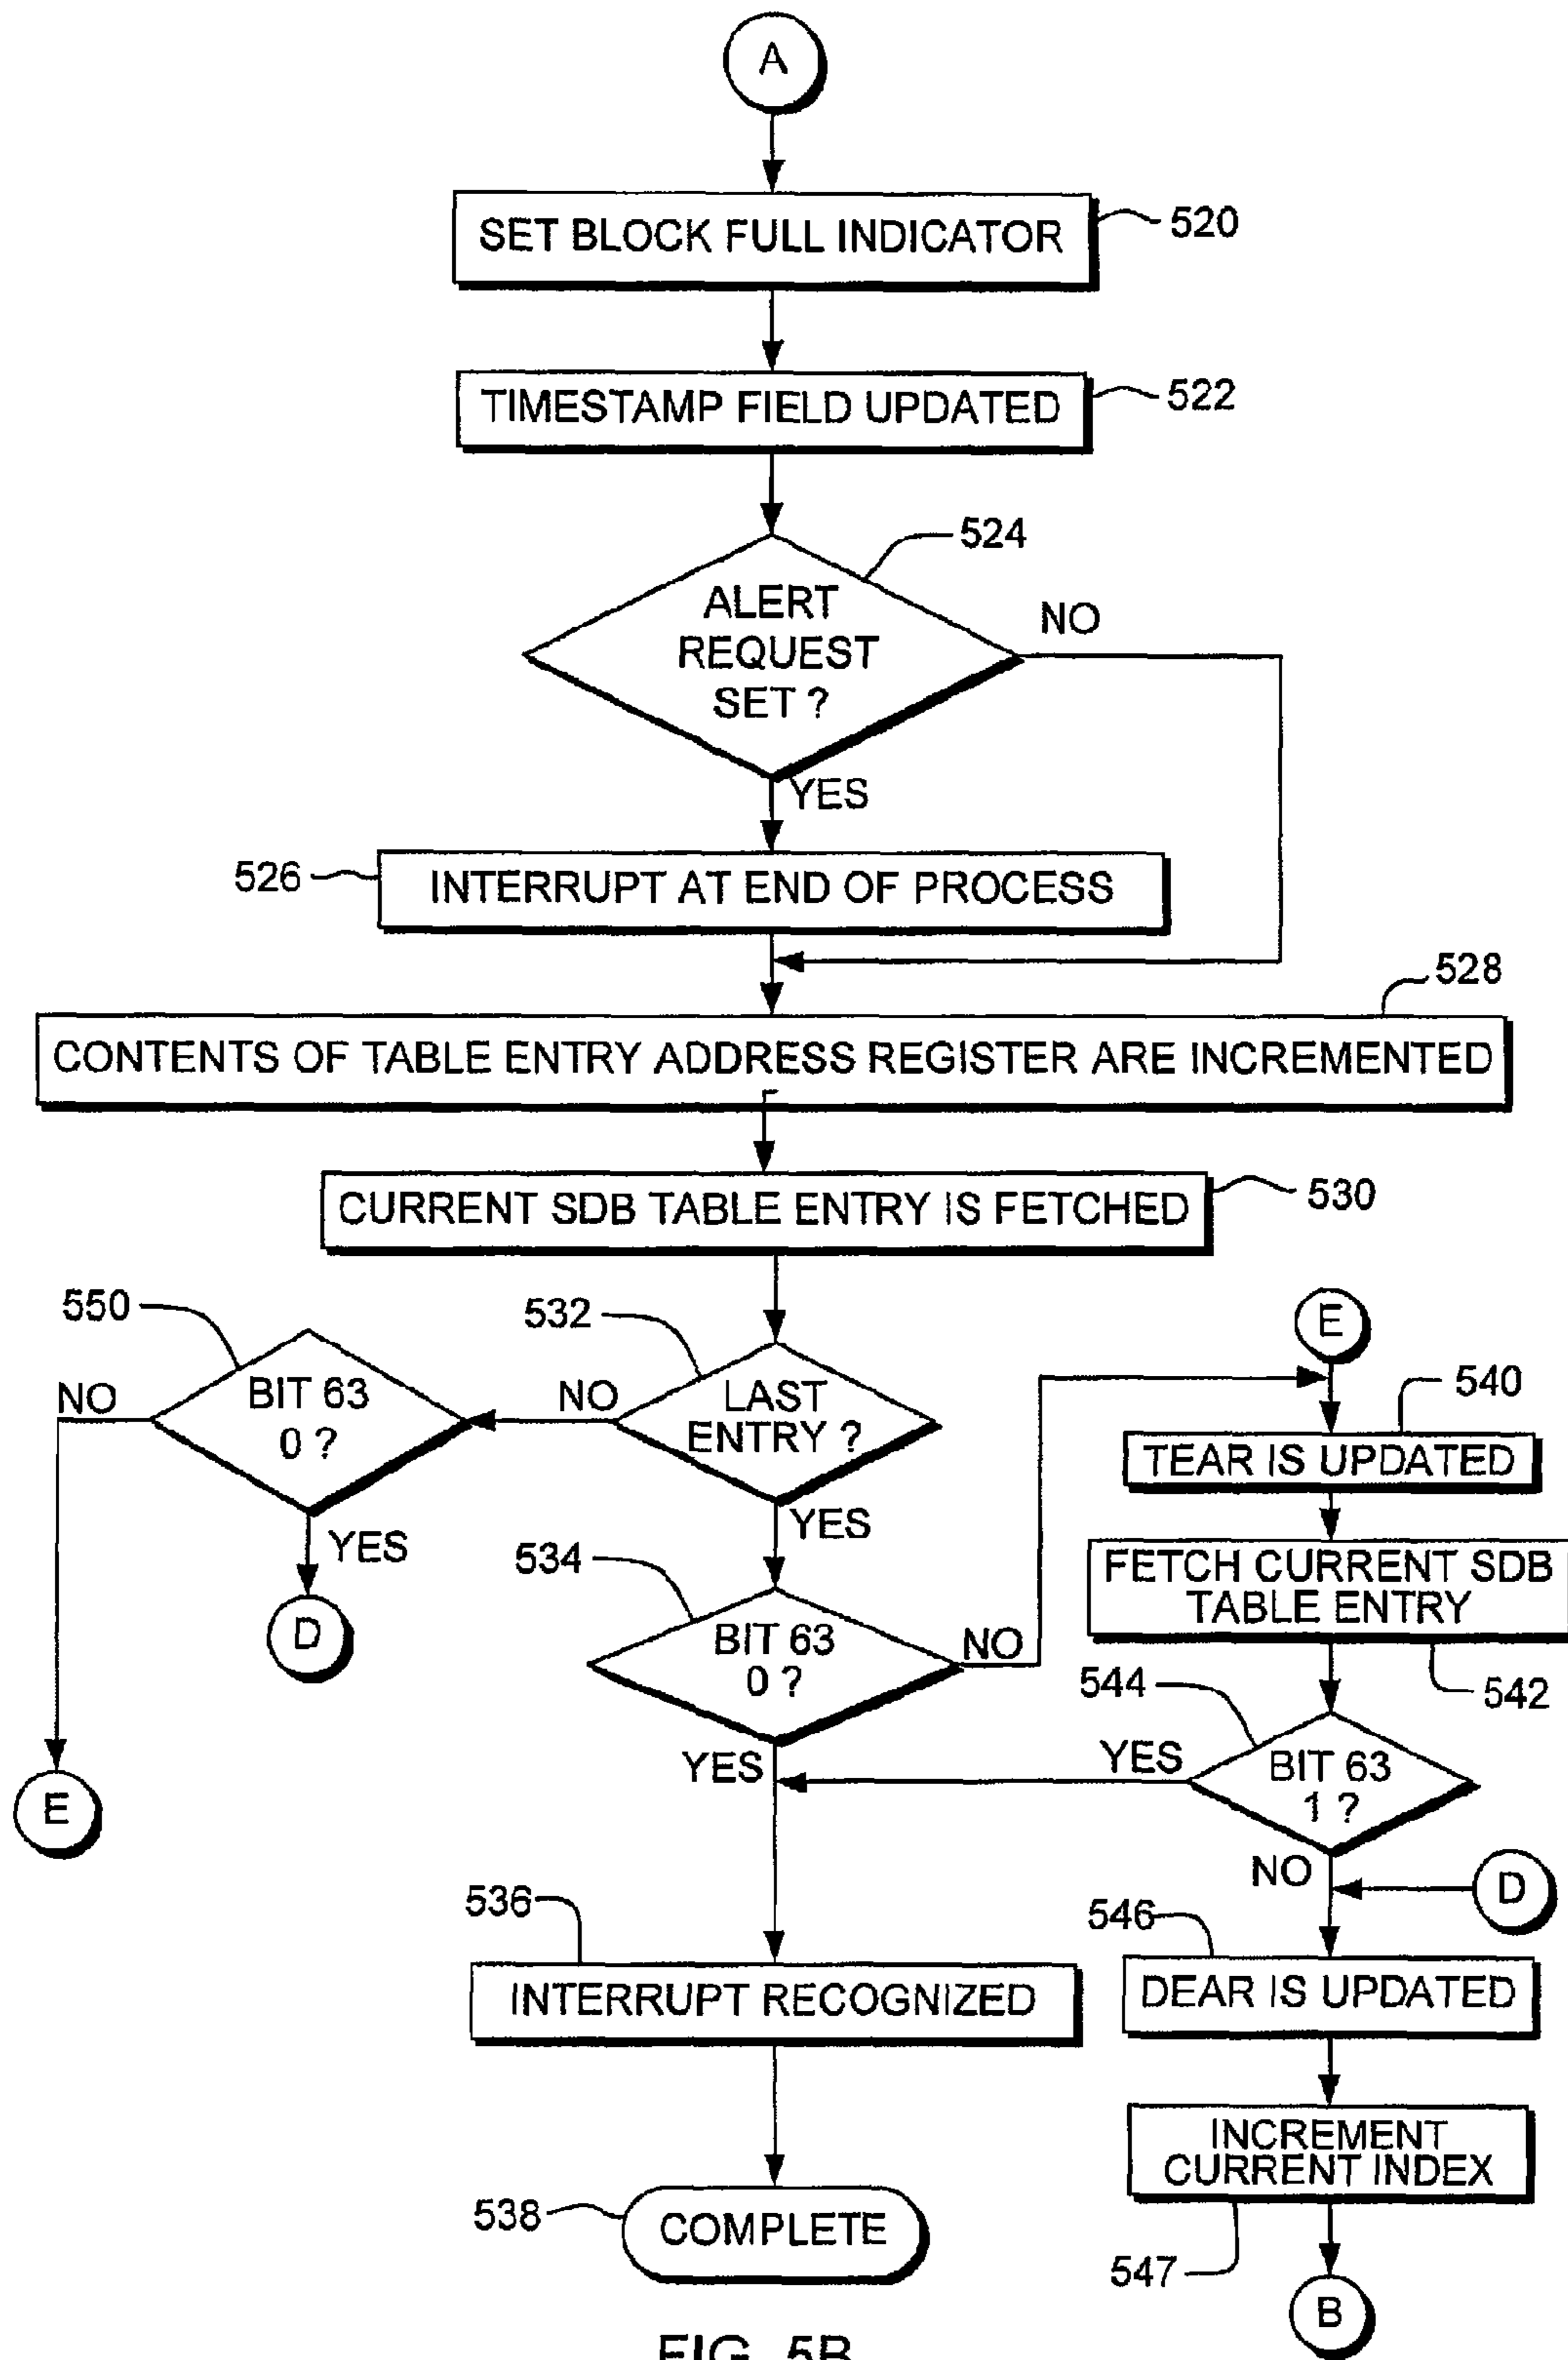 A
SET BLOCK FULL INDICATOR
520
TIMESTAMP FIELD UPDATED
522
524
ALERT
REQUEST
SET ?
NO
YES
526
INTERRUPT AT END OF PROCESS
528
CONTENTS OF TABLE ENTRY ADDRESS REGISTER ARE INCREMENTED
CURRENT SDB TABLE ENTRY IS FETCHED
530
550
BIT 63
0 ?
NO
YES
D
E
532
LAST
ENTRY ?
NO
YES
534
BIT 63
0 ?
NO
YES
E
540
TEAR IS UPDATED
FETCH CURRENT SDB
TABLE ENTRY
542
544
BIT 63
1 ?
YES
NO
D
536
INTERRUPT RECOGNIZED
546
DEAR IS UPDATED
INCREMENT
CURRENT INDEX
547
538
COMPLETE
B
FIG. 5B